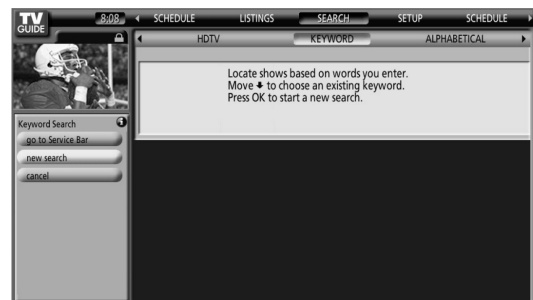 TV
GUIDE
8:08
SCHEDULE LISTINGS SEARCH SETUP SCHEDULE
HDTV KEYWORD ALPHABETICAL
Locate shows based on words you enter.
Move ⬇ to choose an existing keyword.
Press OK to start a new search.
Keyword Search
go to Service Bar
new search
cancel